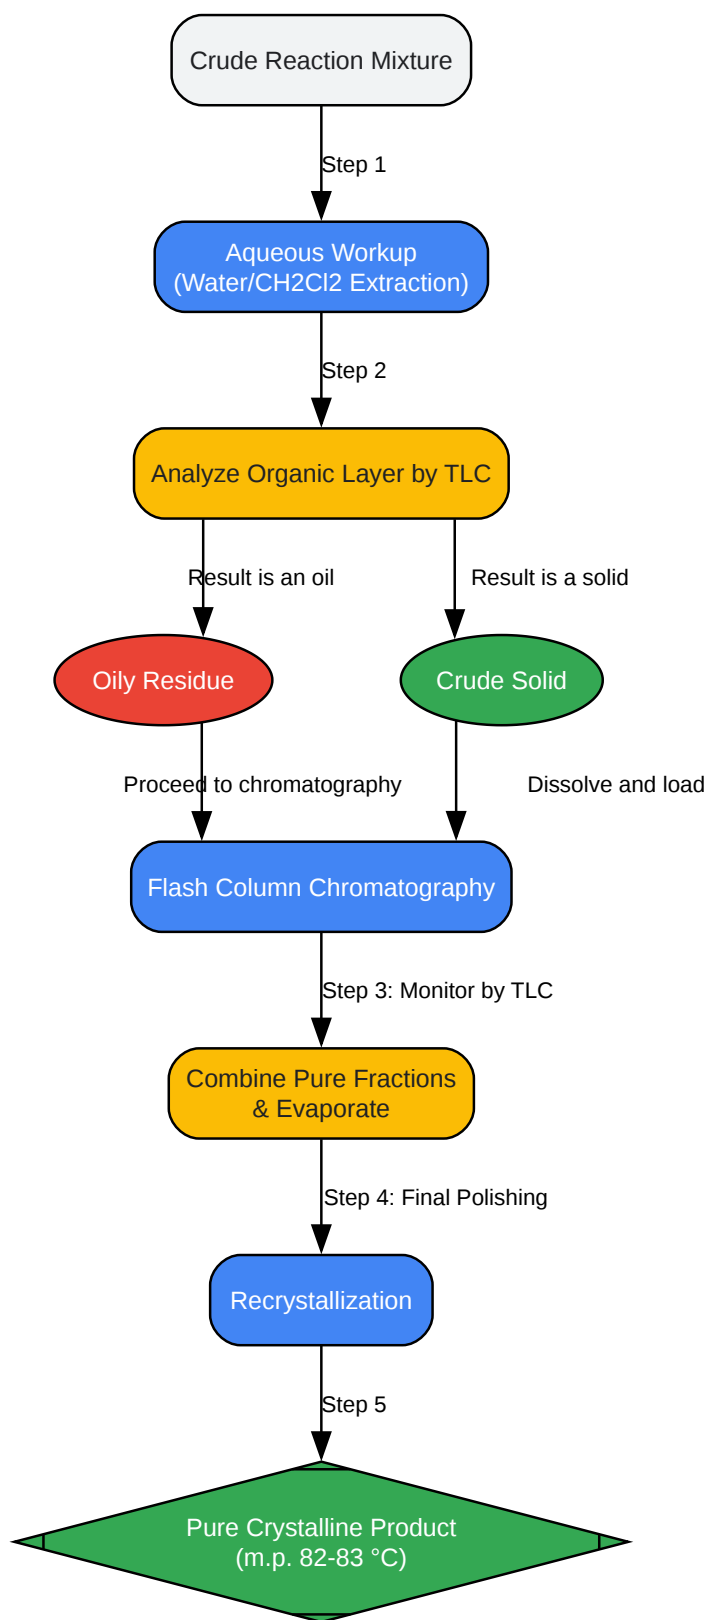 Crude Reaction Mixture
Step 1
Aqueous Workup
(Water/CH2Cl2 Extraction)
Step 2
Analyze Organic Layer by TLC
Result is an oil
Result is a solid
Oily Residue
Crude Solid
Proceed to chromatography
Dissolve and load
Flash Column Chromatography
Step 3: Monitor by TLC
Combine Pure Fractions
& Evaporate
Step 4: Final Polishing
Recrystallization
Step 5
Pure Crystalline Product
(m.p. 82-83 °C)